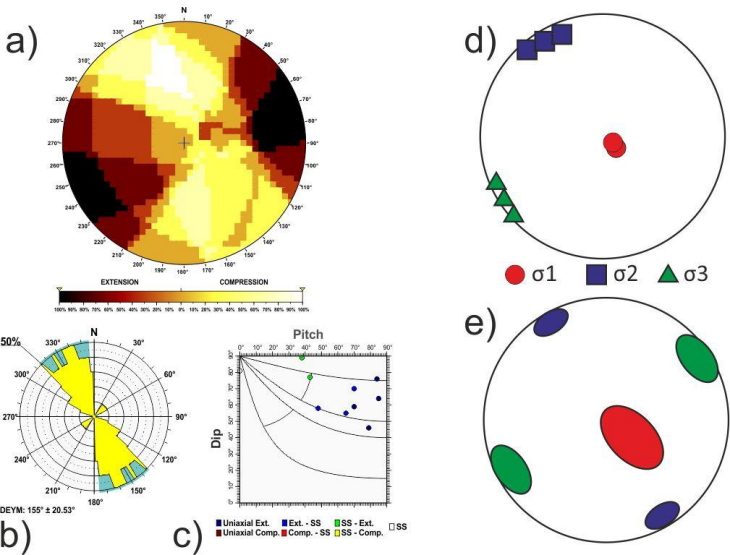 a)
N
350° 10°
340° 20°
330° 30°
320° 40°
310° 50°
300° 60°
290° 70°
280° 80°
270° 90°
260° 100°
250° 110°
240° 120°
230° 130°
220° 140°
210° 150°
200° 160°
190° 180° 170°
EXTENSION COMPRESSION
100% 90% 80% 70% 60% 50% 40% 30% 20% 10% 0% 10% 20% 30% 40% 50% 60% 70% 80% 90% 100%
b)
N
50%
330° 30°
300° 60°
270° 90°
240° 120°
210° 150°
180°
DEYM: 155° ± 20.53°
c)
Pitch
0° 10° 20° 30° 40° 50° 60° 70° 80° 90°
Dip
90°
80°
70°
60°
50°
40°
30°
20°
10°
0°
Uniaxial Ext. Ext. - SS SS - Ext.
Uniaxial Comp. Comp. - SS SS - Comp. SS
d)
σ1 σ2 σ3
e)